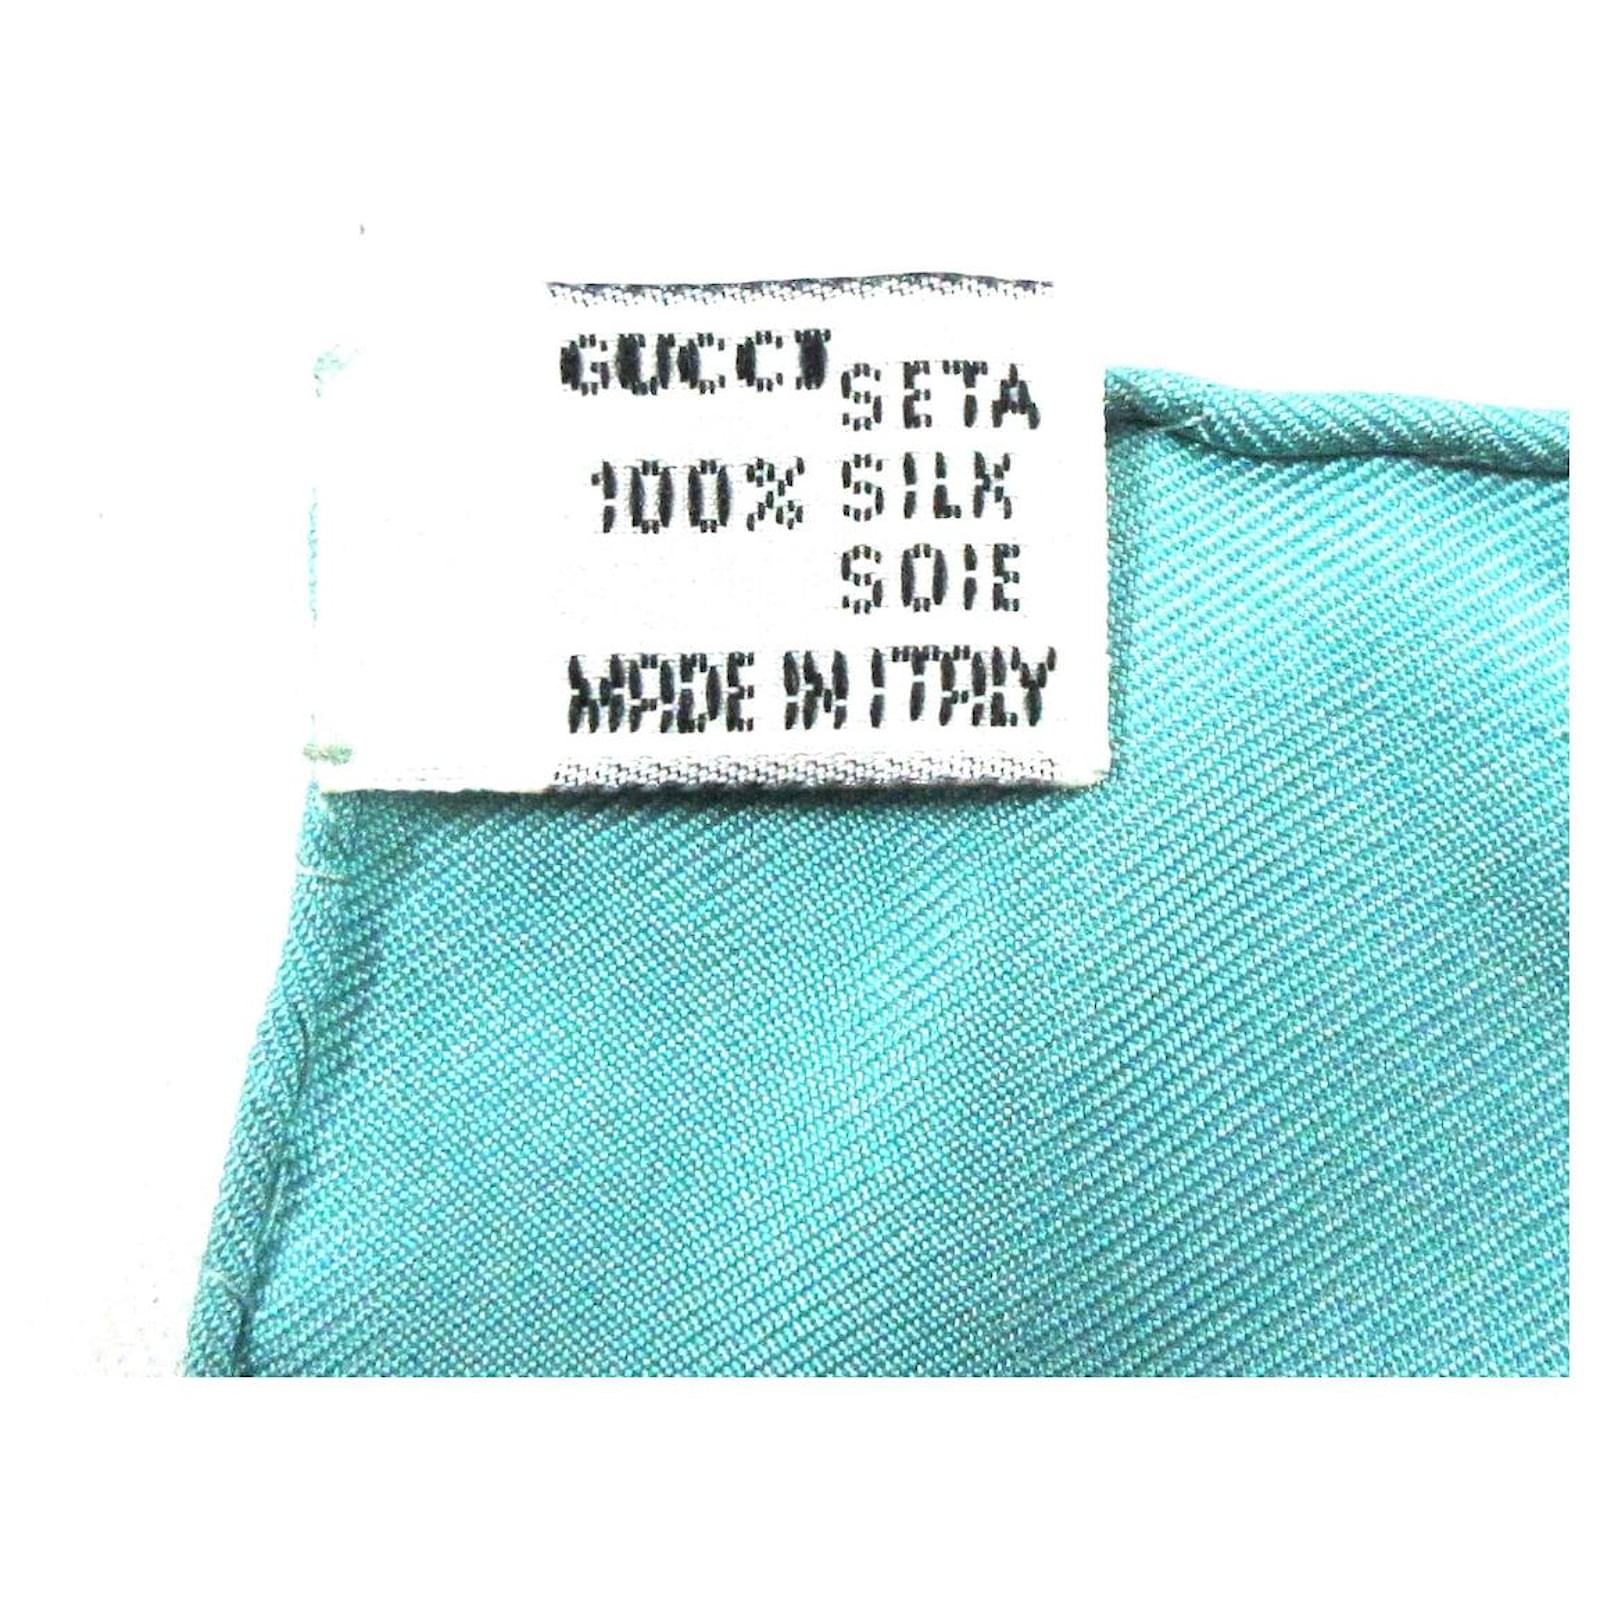 GUCCI
SETA
100% SILK
SOIE
MADE IN ITALY